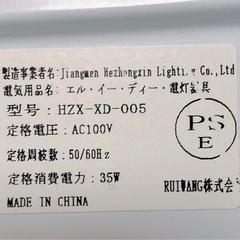 製造事業者名:Jiangmen Hezhongxin Lighting Co.,Ltd
電気用品名:エル・イー・ディー・電灯器具
型号:HZX-XD-005
定格電圧:AC100V
定格周波数:50/60Hz
定格消費電力:35W
PS
E
RUIWANG株式会
MADE IN CHINA